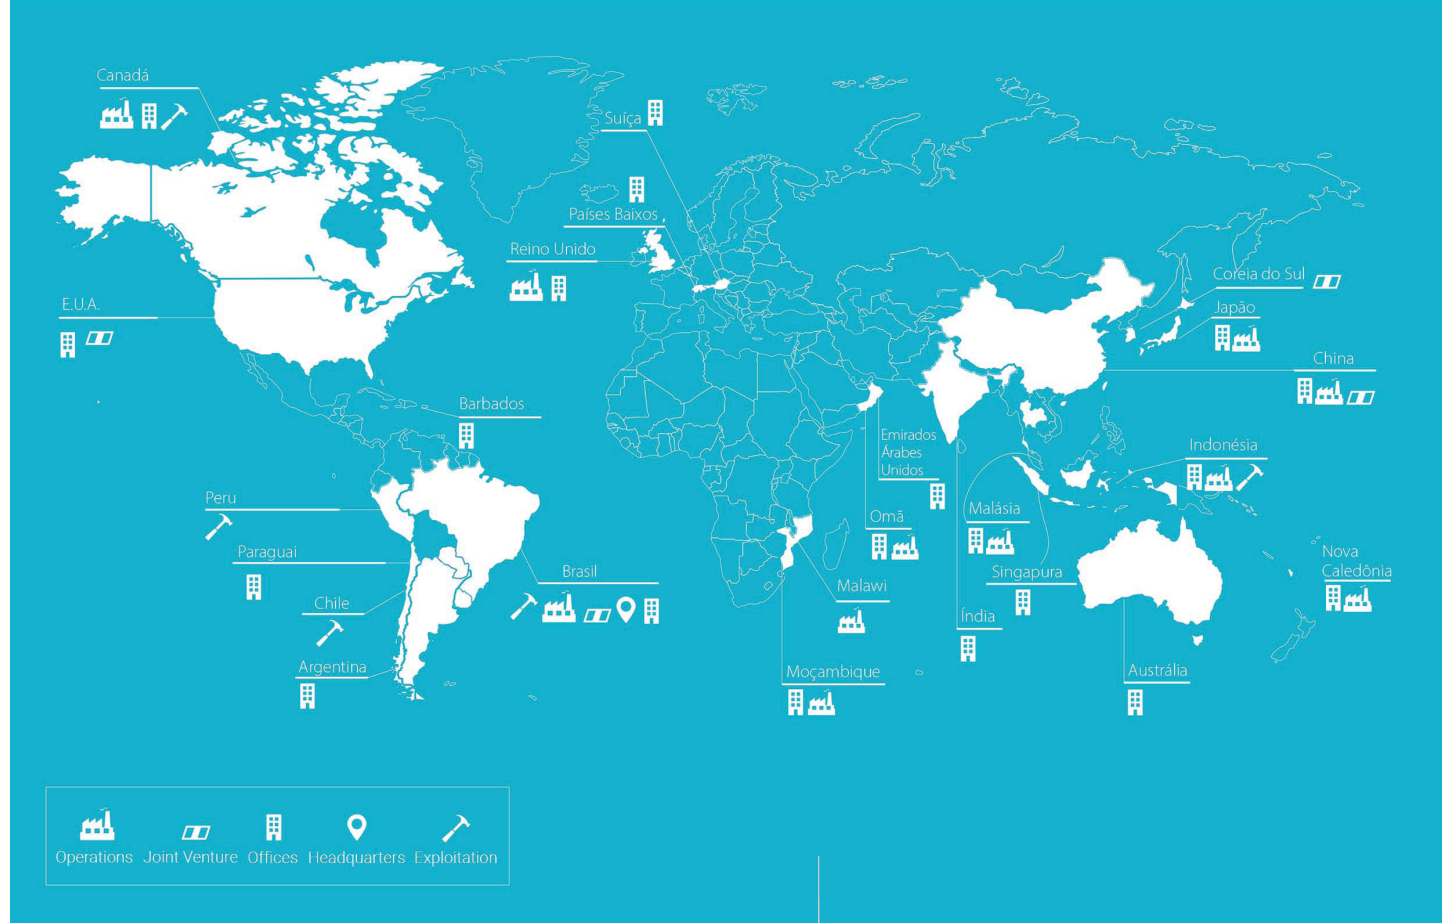 Canadá
Suíça
Países Baixos
Reino Unido
Coreia do Sul
E.U.A.
Japão
China
Barbados
Emirados
Árabes
Unidos
Indonésia
Peru
Omã
Malásia
Paraguai
Nova
Caledônia
Brasil
Singapura
Malawi
Chile
Índia
Argentina
Moçambique
Austrália
Operations
Joint Venture
Offices
Headquarters
Exploitation